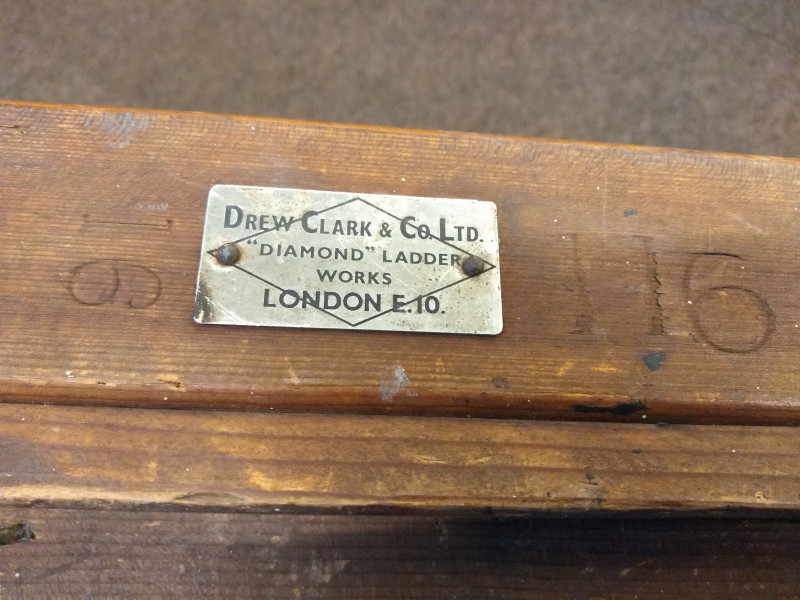 DREW CLARK & CO. LTD.
"DIAMOND" LADDER
WORKS
LONDON E.10.
116